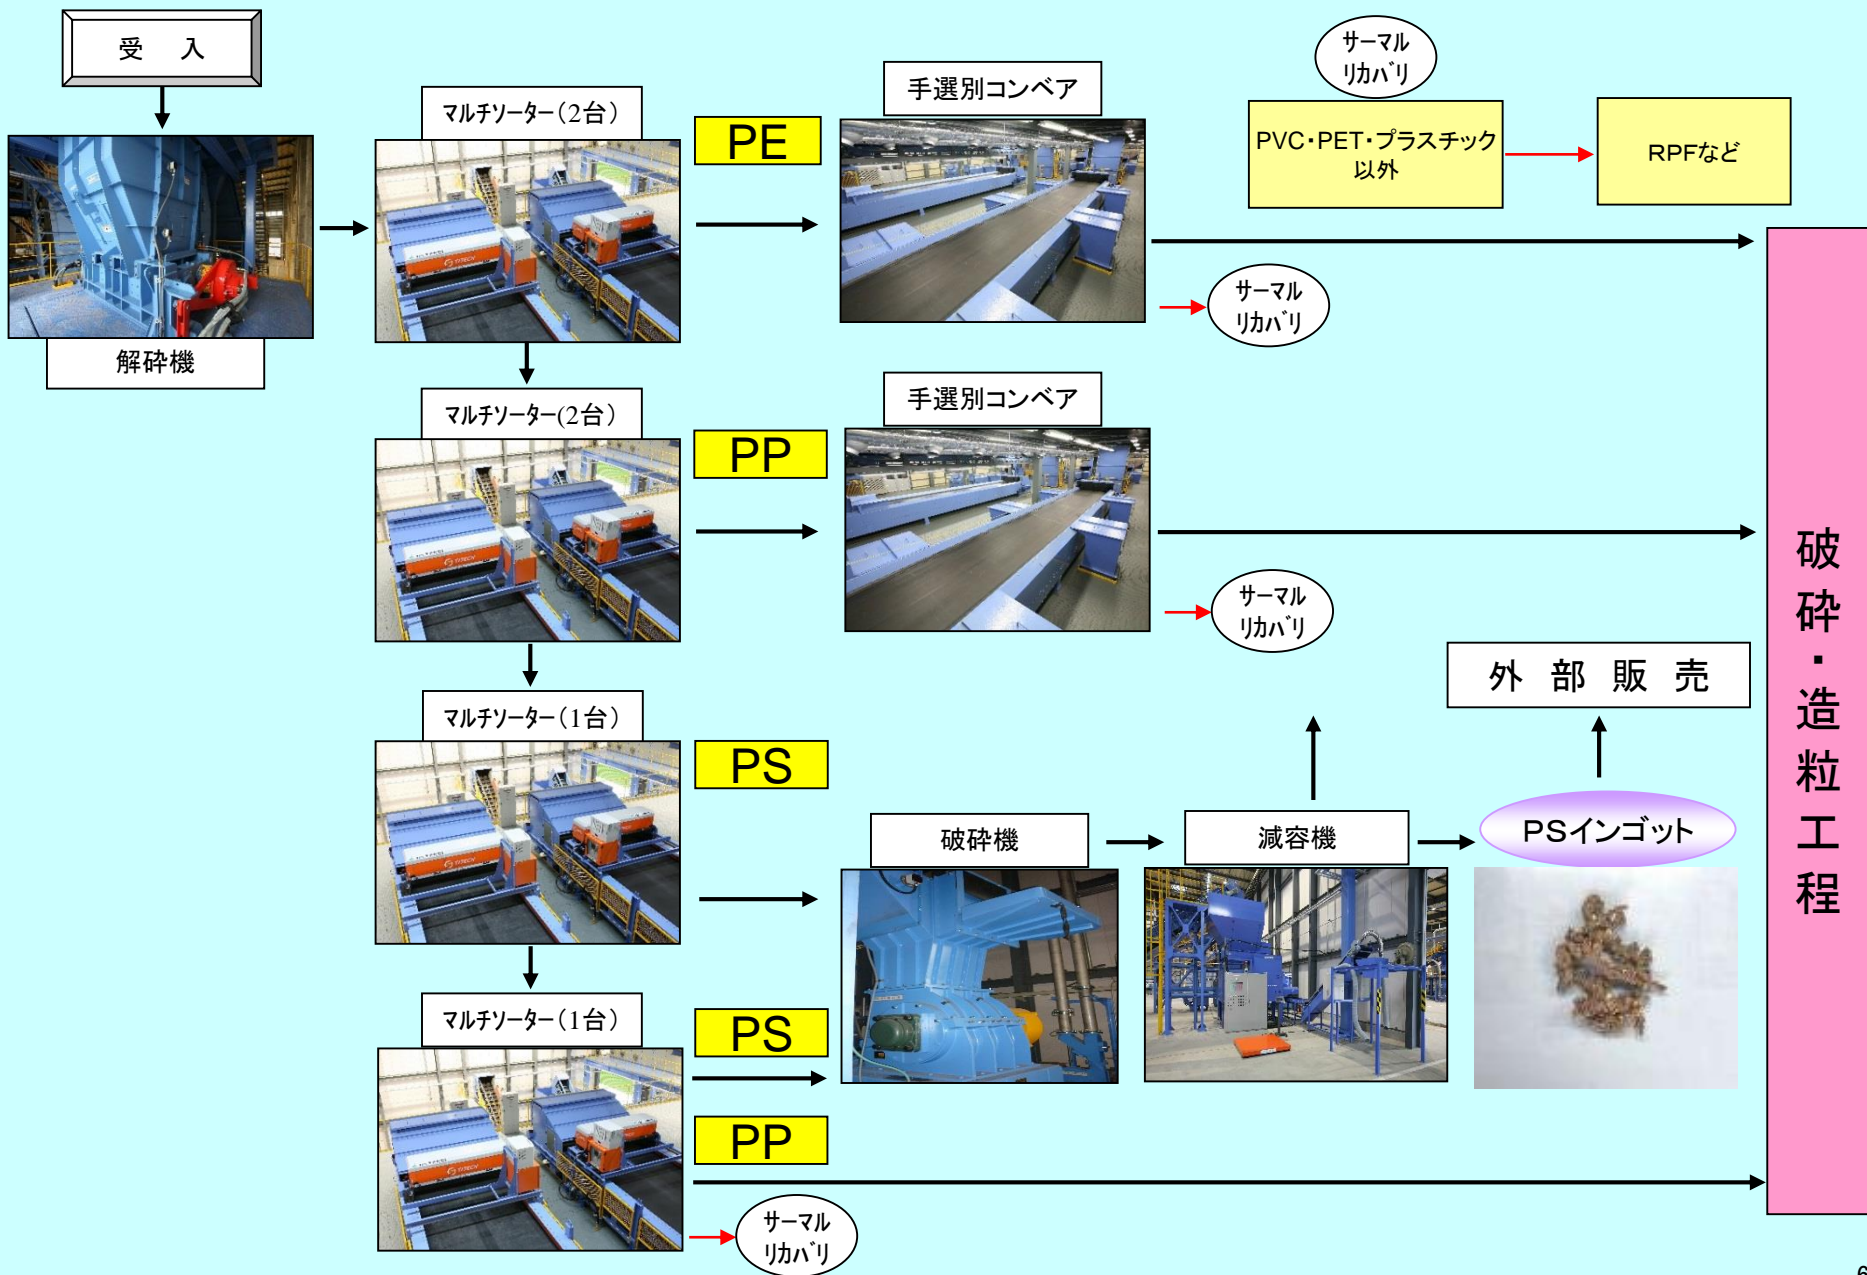 受　入
解砕機
マルチソーター（2台）
PE
手選別コンベア
サーマル
リカバリ
PVC・PET・プラスチック
以外
RPFなど
サーマル
リカバリ
マルチソーター(2台）
PP
手選別コンベア
サーマル
リカバリ
マルチソーター（1台）
PS
破砕機
減容機
PSインゴット
外　部　販　売
マルチソーター（1台）
PS
PP
サーマル
リカバリ
破砕・造粒工程
TITECH
TITECH
TITECH
TITECH
6